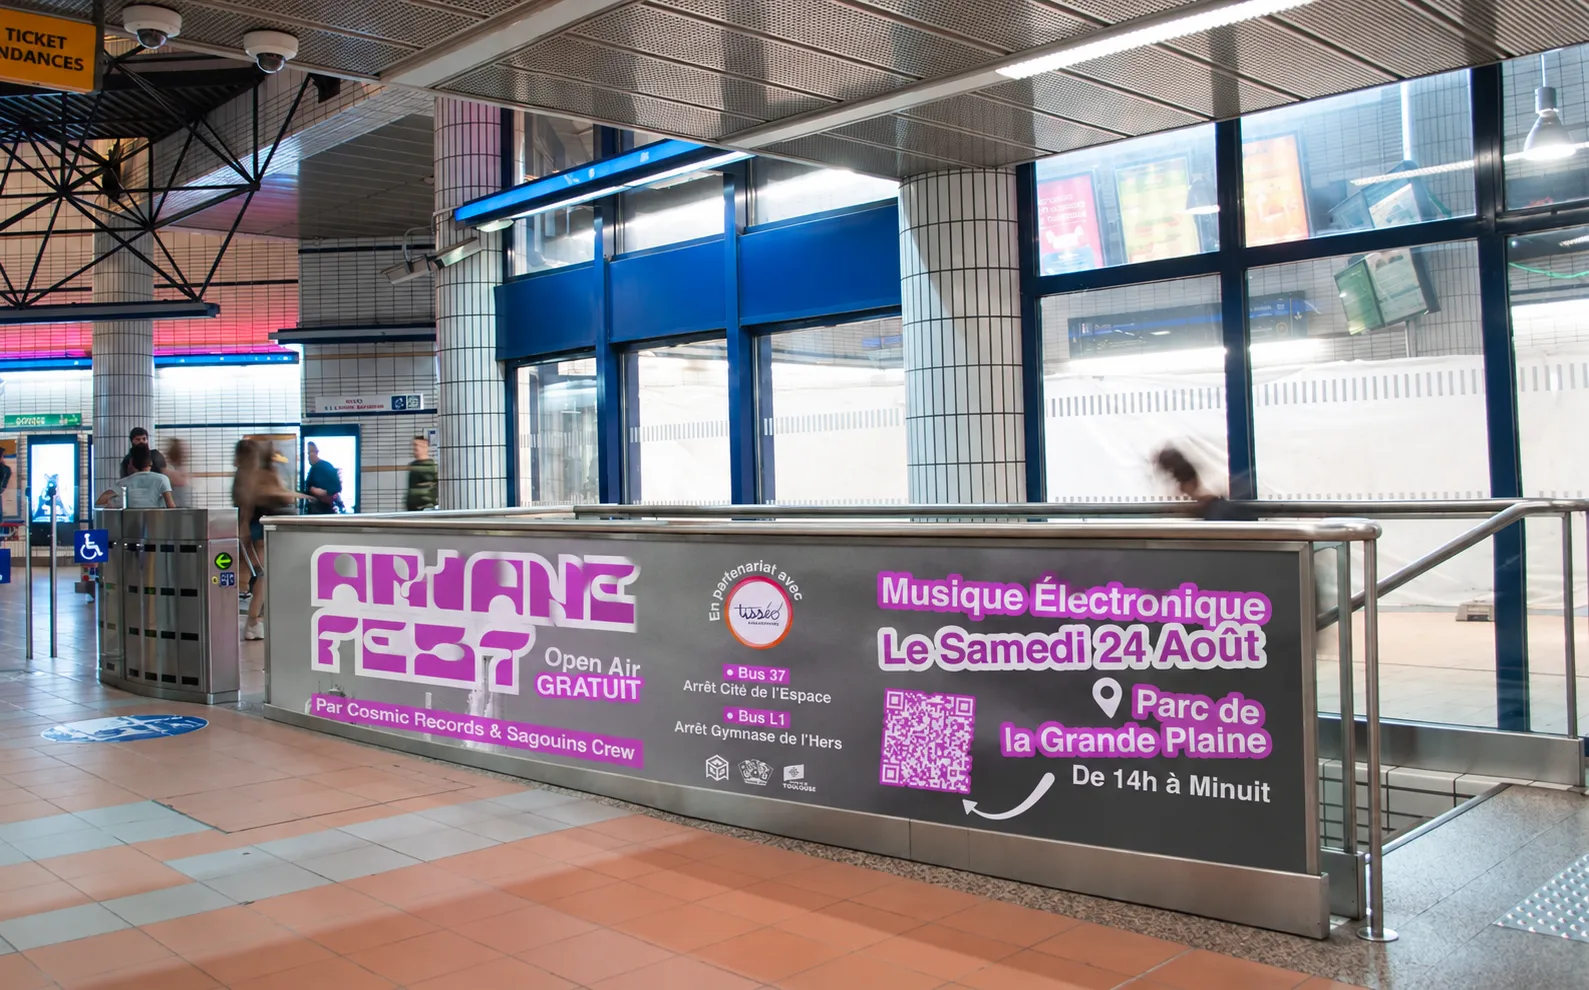 TICKET
NDANCES
ARIANE
FEST
Open Air
GRATUIT
Par Cosmic Records & Sagouins Crew
En partenariat avec
tisséo
• Bus 37
Arrêt Cité de l'Espace
• Bus L1
Arrêt Gymnase de l'Hers
TOULOUSE
Musique Électronique
Le Samedi 24 Août
Parc de
la Grande Plaine
De 14h à Minuit